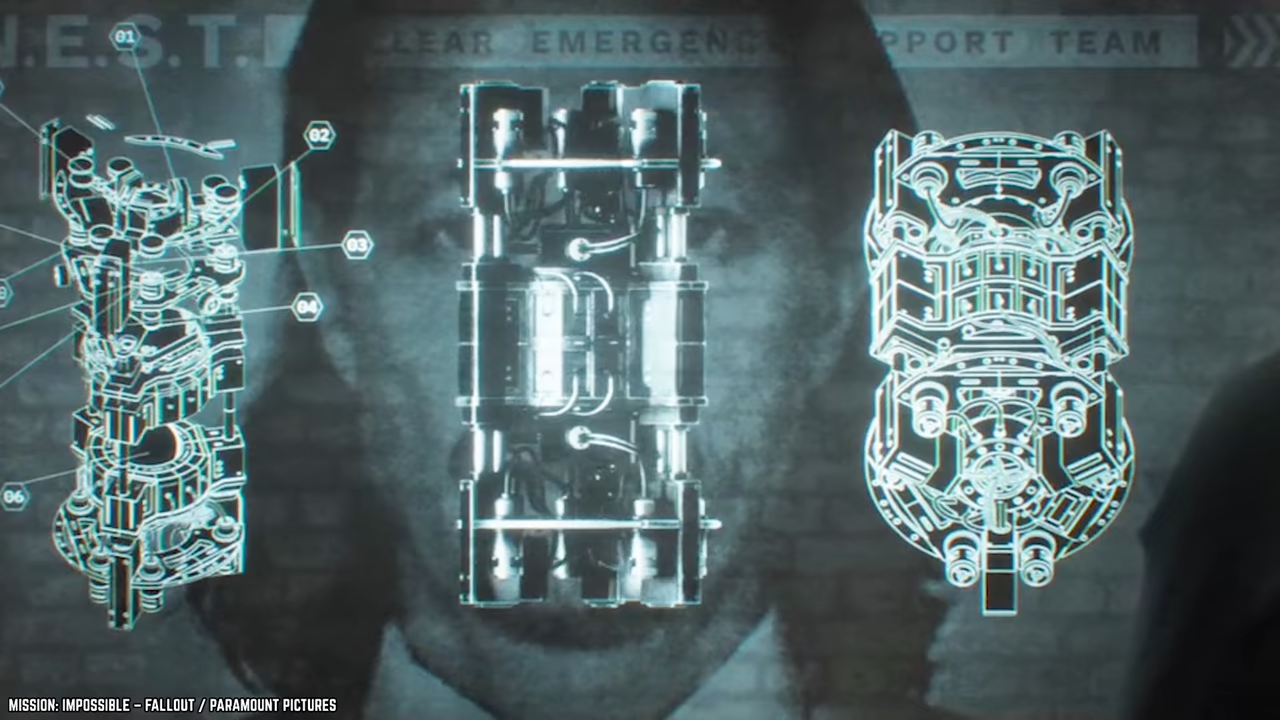 N.E.S.T.
LEAR EMERGENC PPORT TEAM
01
02
03
04
06
MISSION: IMPOSSIBLE – FALLOUT / PARAMOUNT PICTURES